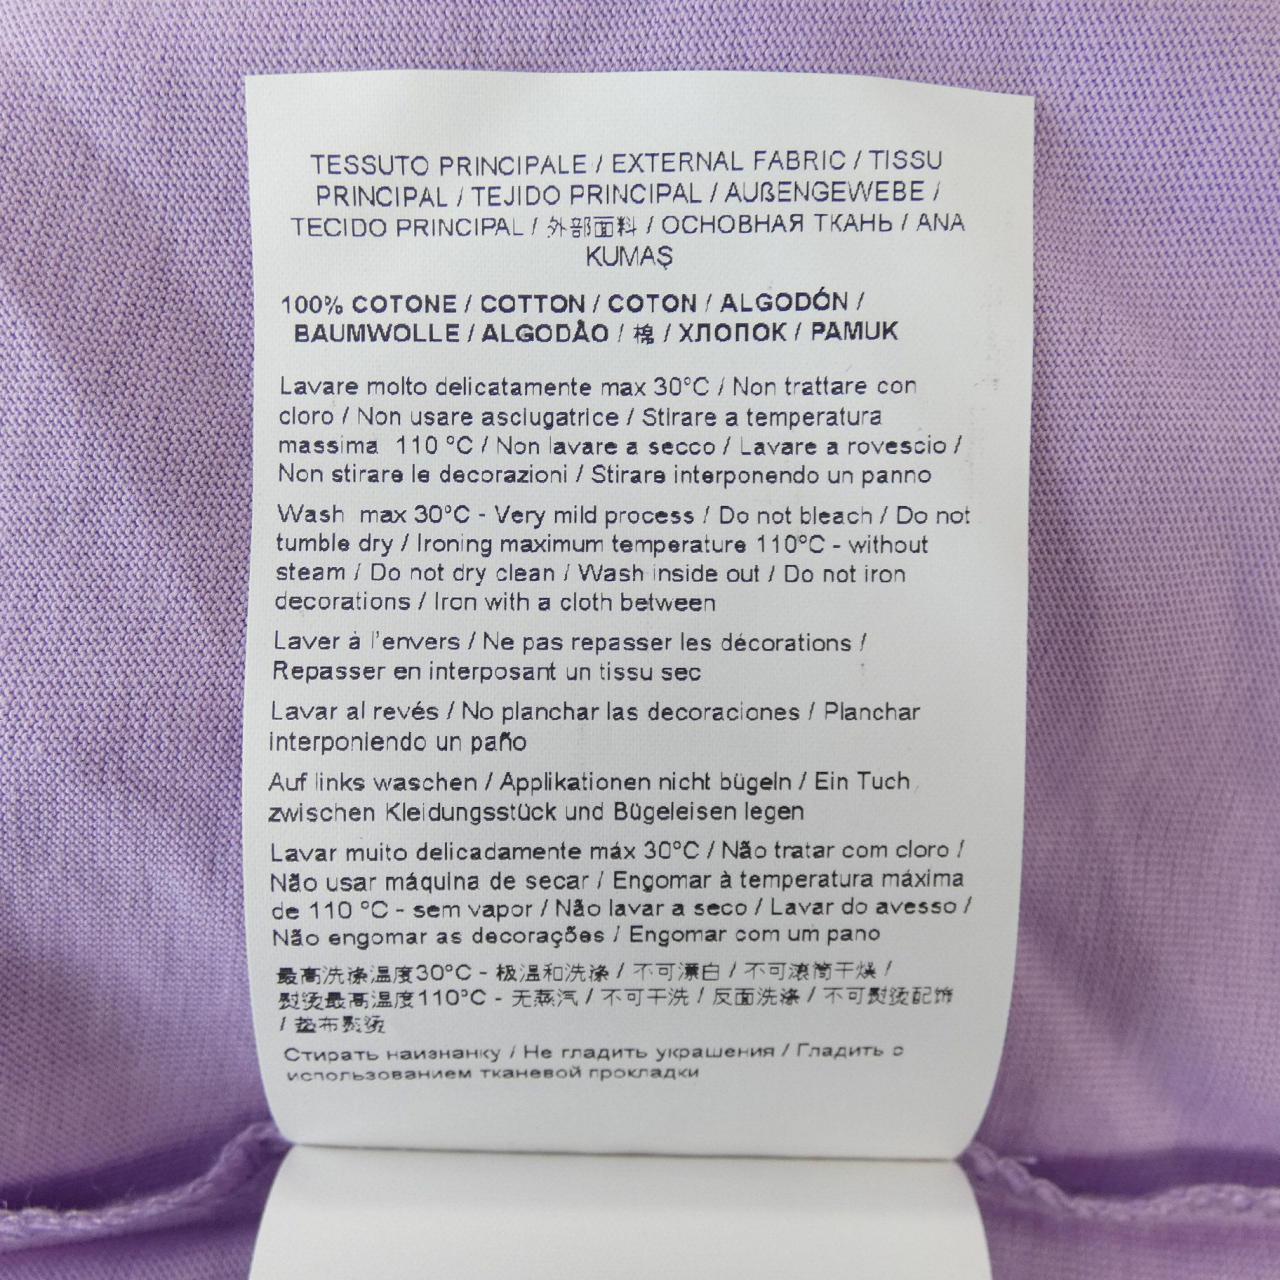 TESSUTO PRINCIPALE / EXTERNAL FABRIC / TISSU
PRINCIPAL / TEJIDO PRINCIPAL / AUßENGEWEBE /
TECIDO PRINCIPAL / 外部面料 / ОСНОВНАЯ ТКАНЬ / ANA
KUMAŞ
100% COTONE / COTTON / COTON / ALGODÓN /
BAUMWOLLE / ALGODÃO / 棉 / ХЛОПОК / PAMUK
Lavare molto delicatamente max 30°C / Non trattare con
cloro / Non usare asciugatrice / Stirare a temperatura
massima 110 °C / Non lavare a secco / Lavare a rovescio /
Non stirare le decorazioni / Stirare interponendo un panno
Wash max 30°C - Very mild process / Do not bleach / Do not
tumble dry / Ironing maximum temperature 110°C - without
steam / Do not dry clean / Wash inside out / Do not iron
decorations / Iron with a cloth between
Laver à l'envers / Ne pas repasser les décorations /
Repasser en interposant un tissu sec
Lavar al revés / No planchar las decoraciones / Planchar
interponiendo un paño
Auf links waschen / Applikationen nicht bügeln / Ein Tuch
zwischen Kleidungsstück und Bügeleisen legen
Lavar muito delicadamente máx 30°C / Não tratar com cloro /
Não usar máquina de secar / Engomar à temperatura máxima
de 110 °C - sem vapor / Não lavar a seco / Lavar do avesso /
Não engomar as decorações / Engomar com um pano
最高洗涤温度30°C - 极温和洗涤 / 不可漂白 / 不可滚筒干燥 /
熨烫最高温度110°C - 无蒸汽 / 不可干洗 / 反面洗涤 / 不可熨烫配饰
/ 垫布熨烫
Стирать наизнанку / Не гладить украшения / Гладить с
использованием тканевой прокладки